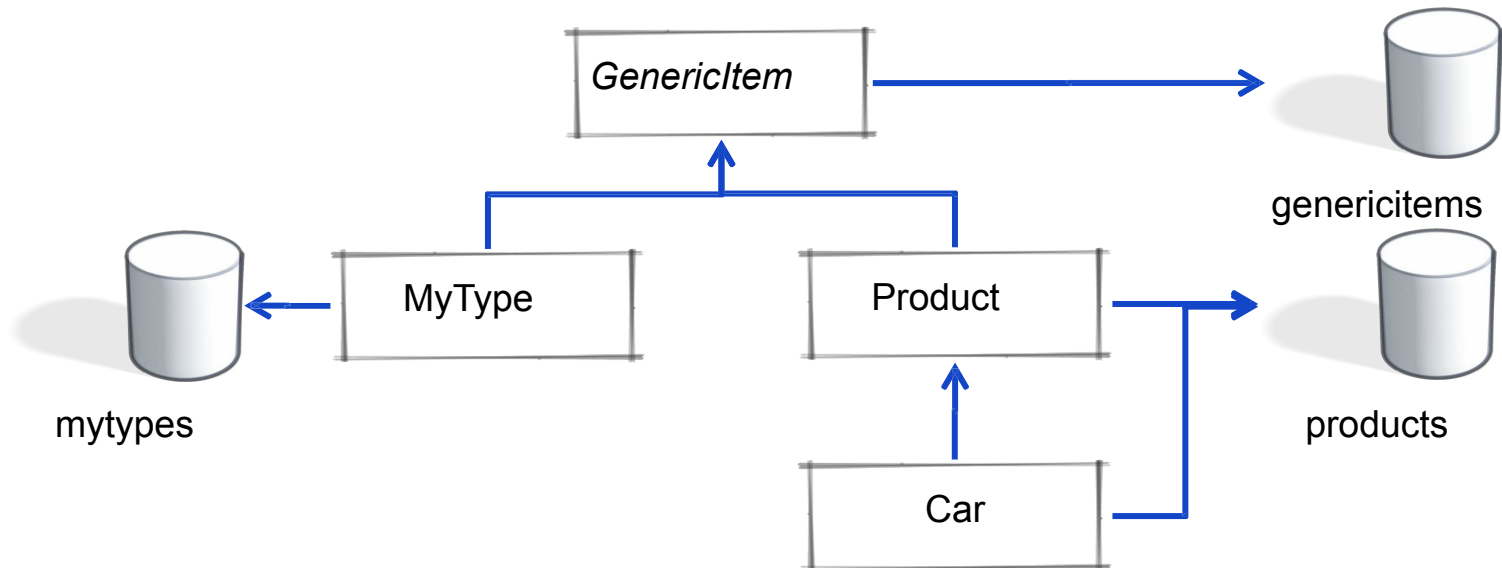 GenericItem
genericitems
MyType
Product
mytypes
products
Car